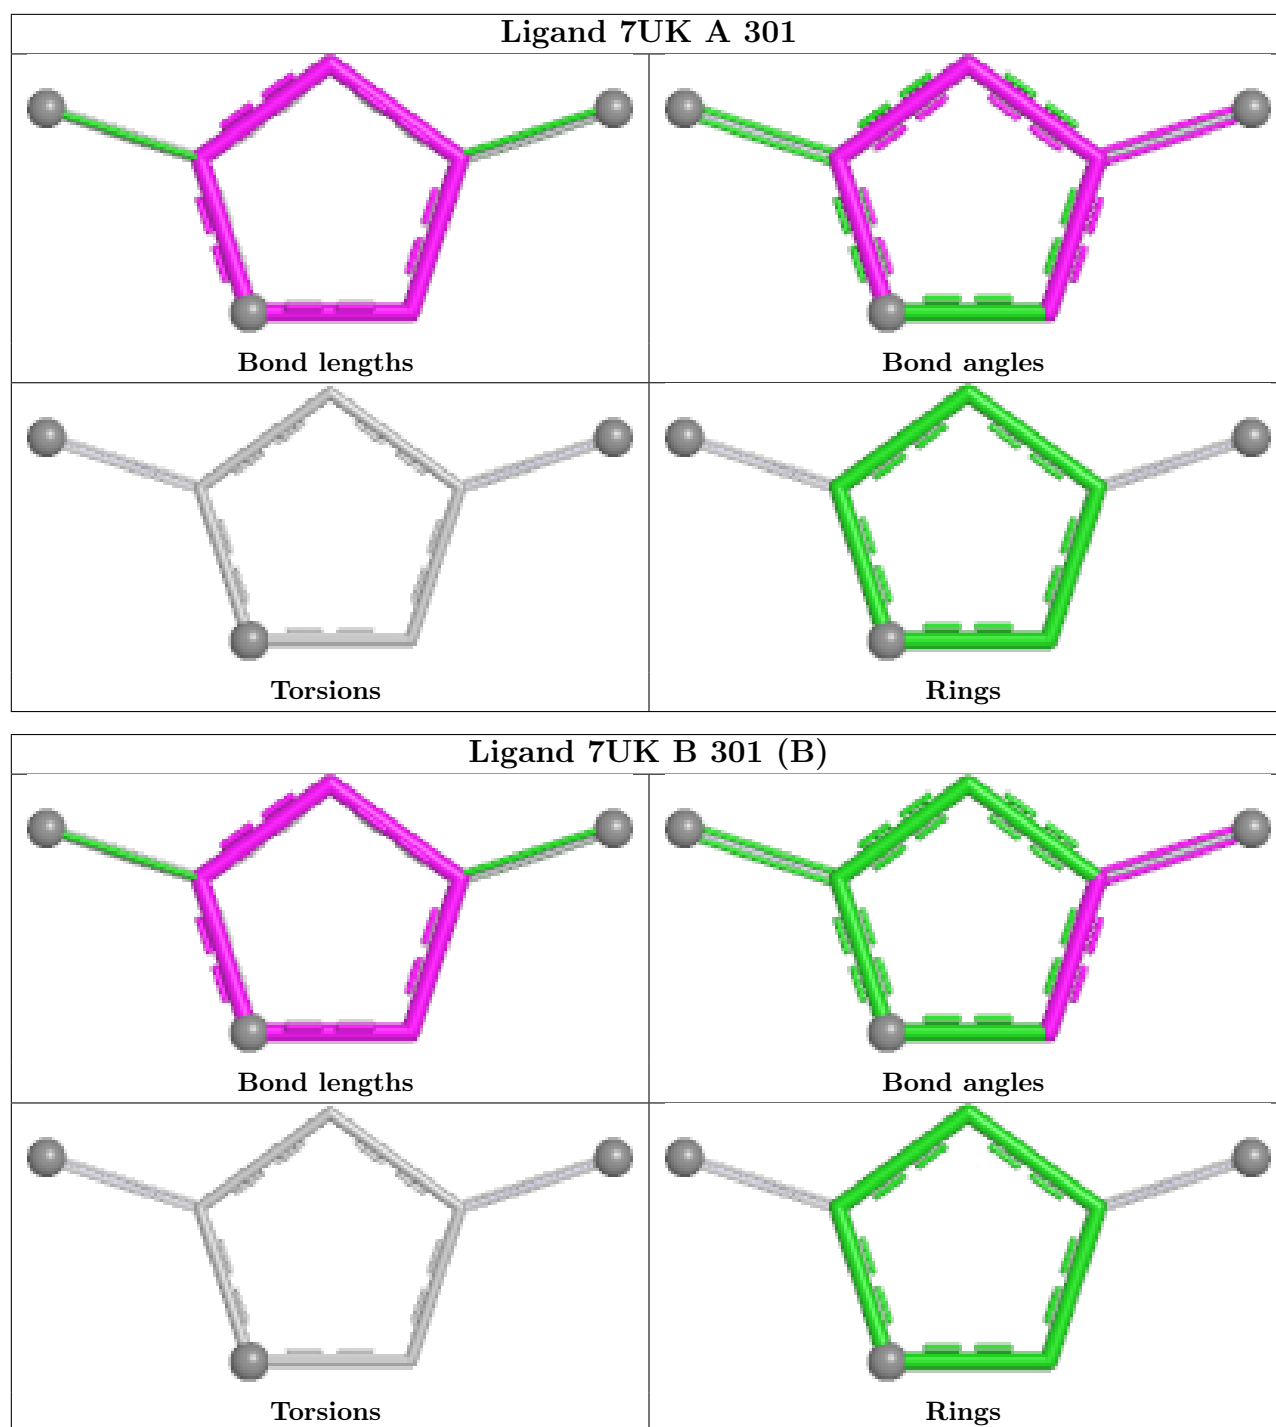 Ligand 7UK A 301
Bond lengths
Bond angles
Torsions
Rings
Ligand 7UK B 301 (B)
Bond lengths
Bond angles
Torsions
Rings